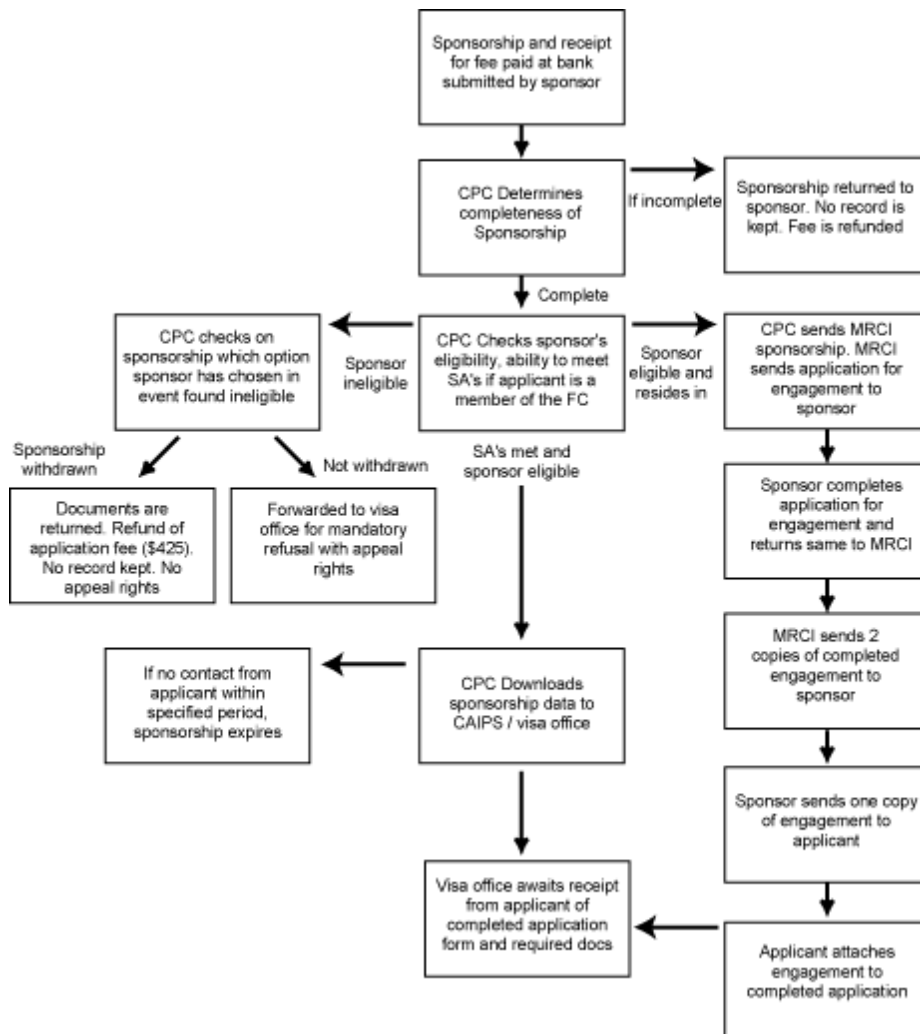 Sponsorship and receipt
for fee paid at bank
submitted by sponsor
CPC Determines
completeness of
Sponsorship
If incomplete
Sponsorship returned to
sponsor. No record is
kept. Fee is refunded
Complete
CPC checks on
sponsorship which option
sponsor has chosen in
event found ineligible
Sponsor
ineligible
CPC Checks sponsor's
eligibility, ability to meet
SA's if applicant is a
member of the FC
Sponsor
eligible and
resides in
CPC sends MRCI
sponsorship. MRCI
sends application for
engagement to
sponsor
Sponsorship
withdrawn
Not withdrawn
SA's met and
sponsor eligible
Documents are
returned. Refund of
application fee ($425).
No record kept. No
appeal rights
Forwarded to visa
office for mandatory
refusal with appeal
rights
Sponsor completes
application for
engagement and
returns same to MRCI
MRCI sends 2
copies of completed
engagement to
sponsor
If no contact from
applicant within
specified period,
sponsorship expires
CPC Downloads
sponsorship data to
CAIPS / visa office
Sponsor sends one copy
of engagement to
applicant
Visa office awaits receipt
from applicant of
completed application
form and required docs
Applicant attaches
engagement to
completed application